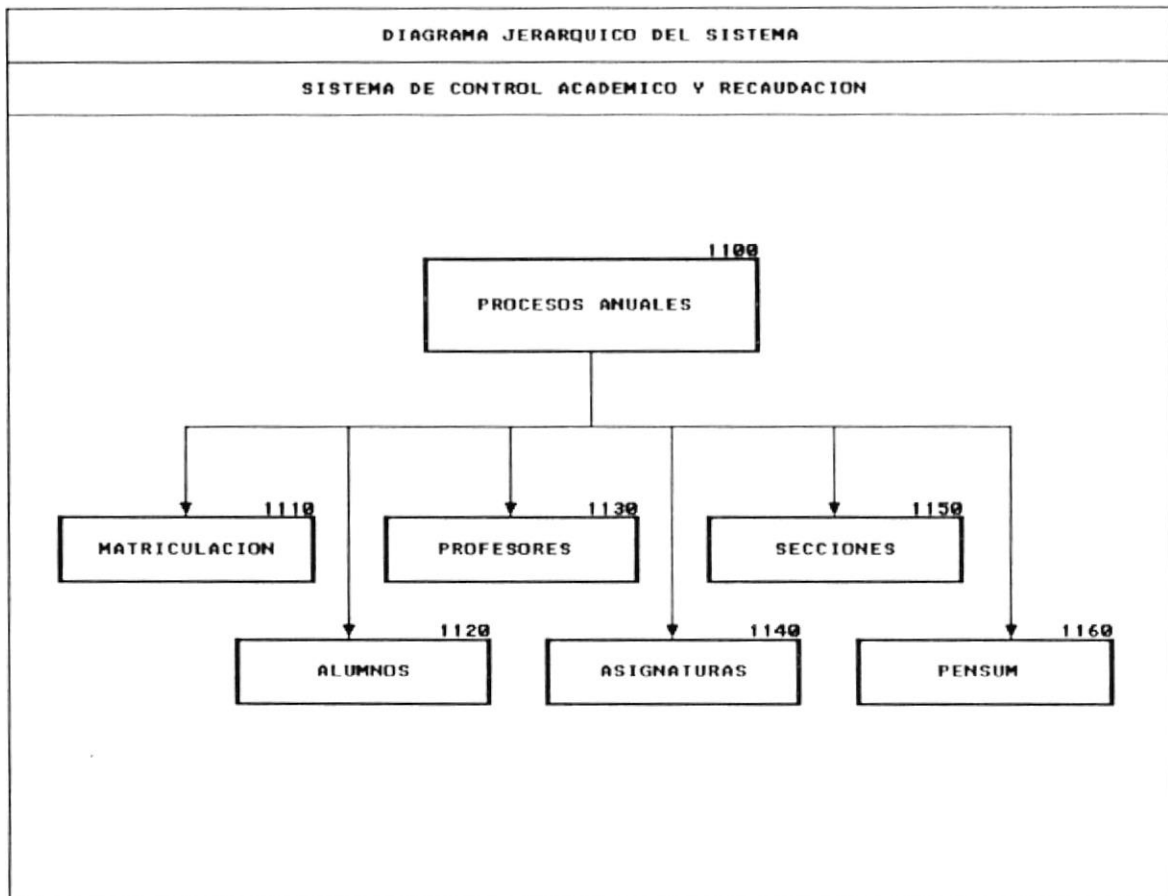 DIAGRAMA JERARQUICO DEL SISTEMA
SISTEMA DE CONTROL ACADEMICO Y RECAUDACION
1100
PROCESOS ANUALES
1110
MATRICULACION
1130
PROFESORES
1150
SECCIONES
1120
ALUMNOS
1140
ASIGNATURAS
1160
PENSUM